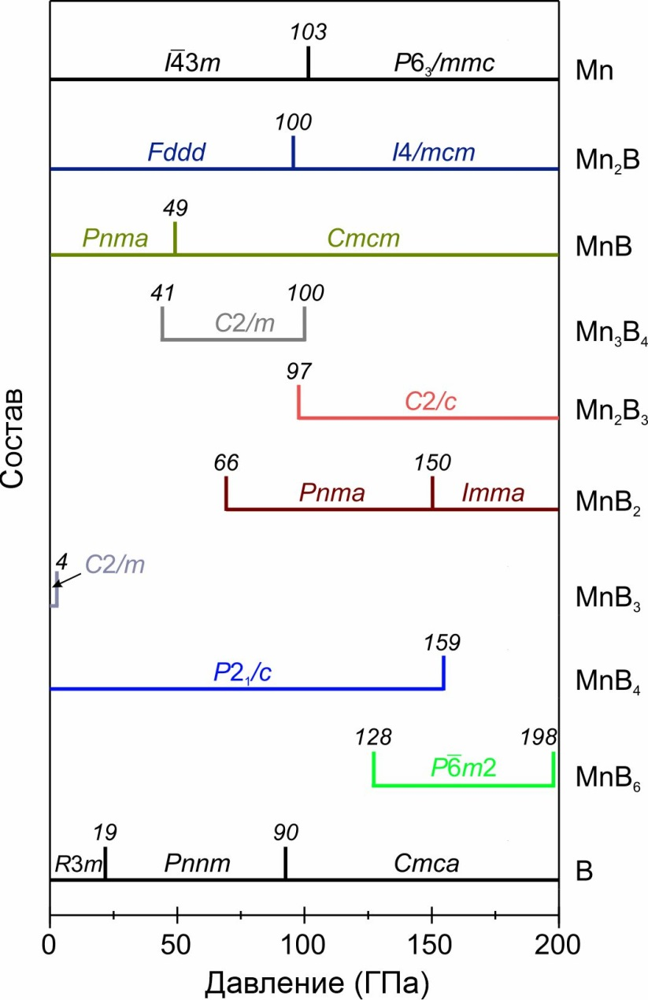 103
I4̅3m P6₃/mmc Mn
100
Fddd I4/mcm Mn₂B
49
Pnma Cmcm MnB
41 100
C2/m Mn₃B₄
97
C2/c Mn₂B₃
Состав
66 150
Pnma Imma MnB₂
4 C2/m
MnB₃
159
P2₁/c MnB₄
128 198
P6̅m2 MnB₆
19 90
R3m Pnnm Cmca B
0 50 100 150 200
Давление (ГПа)